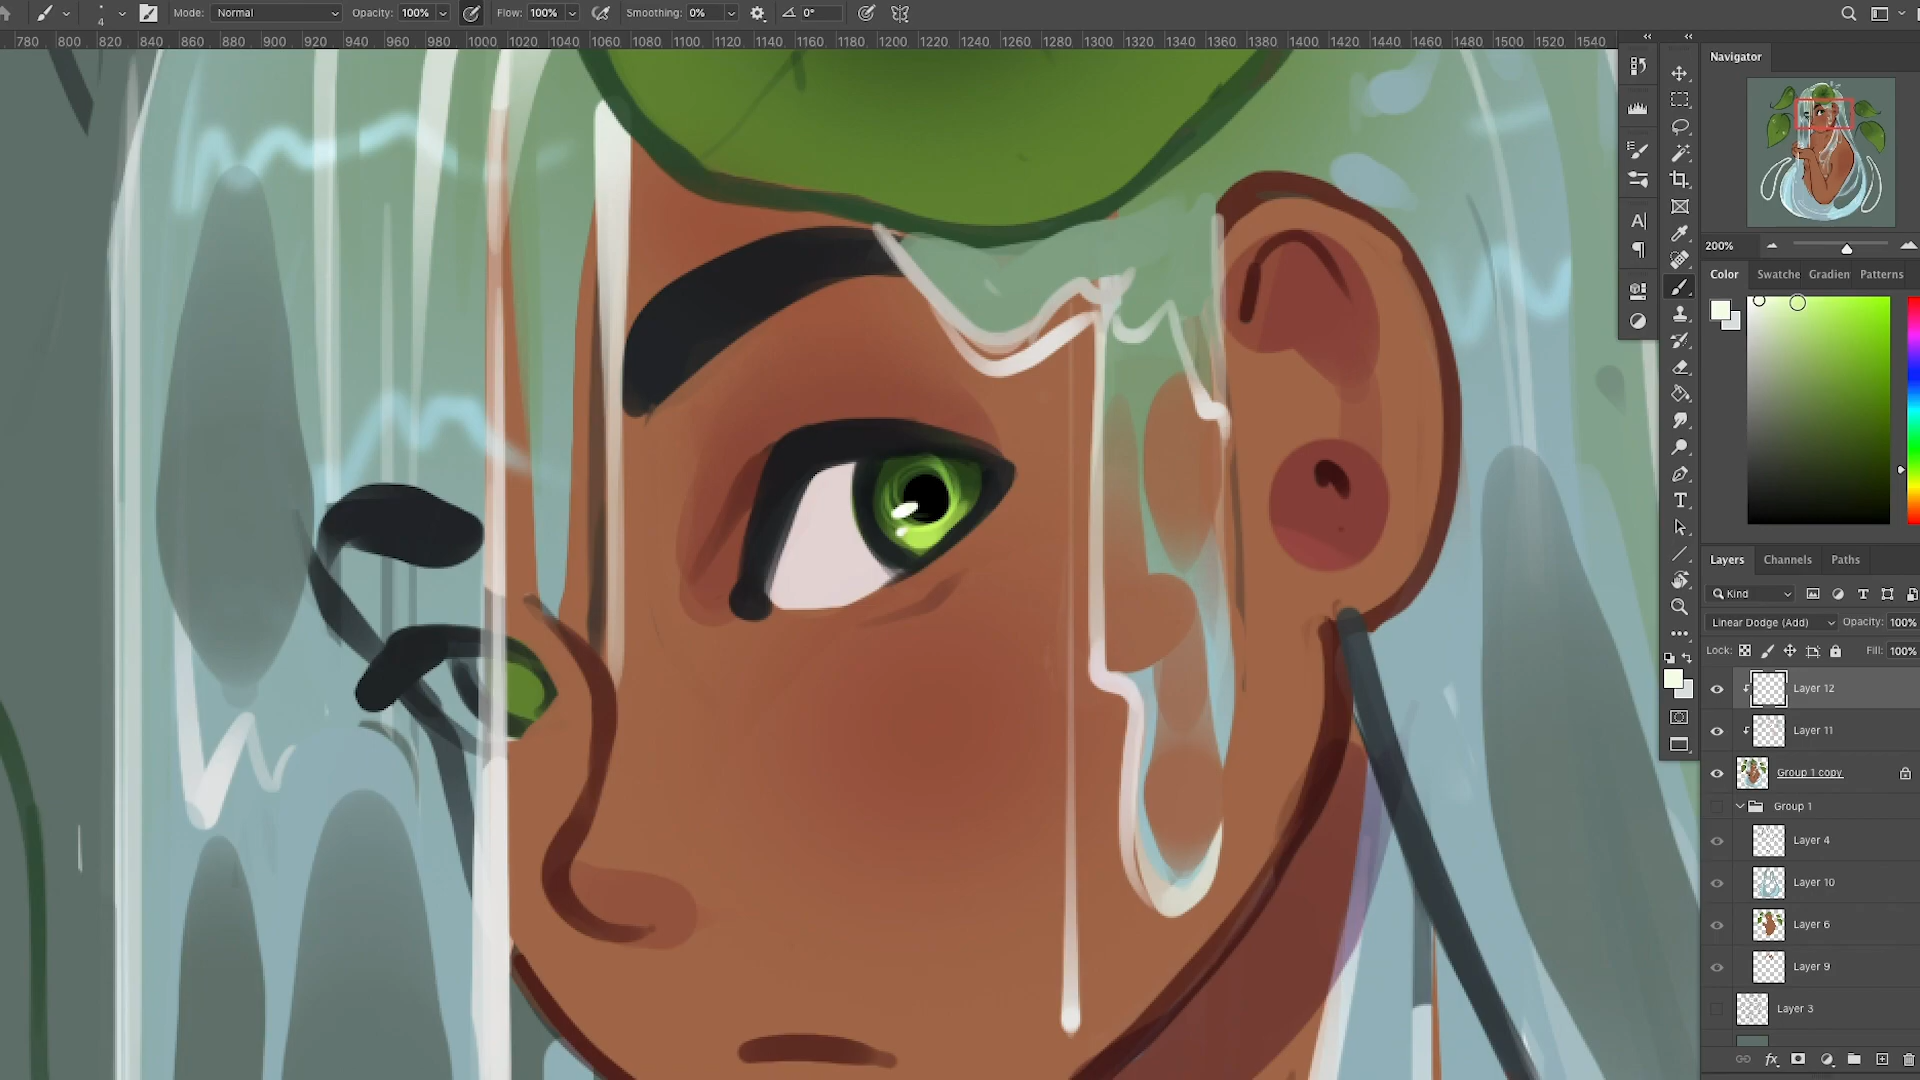 4 Mode: Normal Opacity: 100% Flow: 100% Smoothing: 0% 0°
780 800 820 840 860 880 900 920 940 960 980 1000 1020 1040 1060 1080 1100 1120 1140 1160 1180 1200 1220 1240 1260 1280 1300 1320 1340 1360 1380 1400 1420 1440 1460 1480 1500 1520 1540
Navigator
200%
Color Swatche Gradien Patterns
Layers Channels Paths
Kind
Linear Dodge (Add) Opacity: 100%
Lock: Fill: 100%
Layer 12
Layer 11
Group 1 copy
Group 1
Layer 4
Layer 10
Layer 6
Layer 9
Layer 3